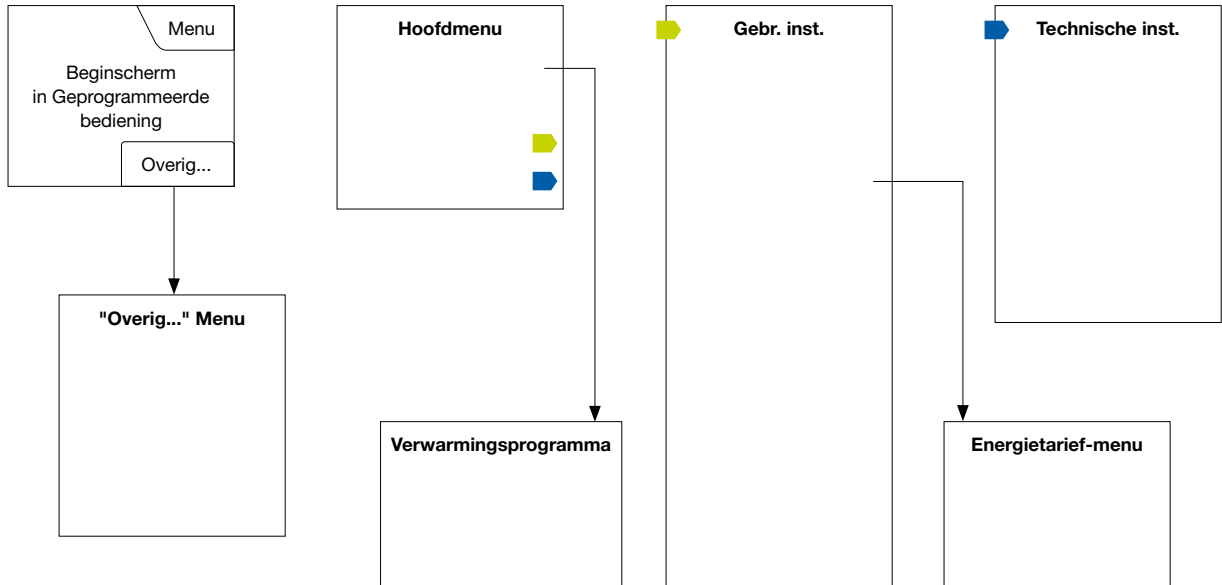 Menu
Beginscherm
in Geprogrammeerde
bediening
Overig...
"Overig..." Menu
Hoofdmenu
Verwarmingsprogramma
Gebr. inst.
Technische inst.
Energietarief-menu